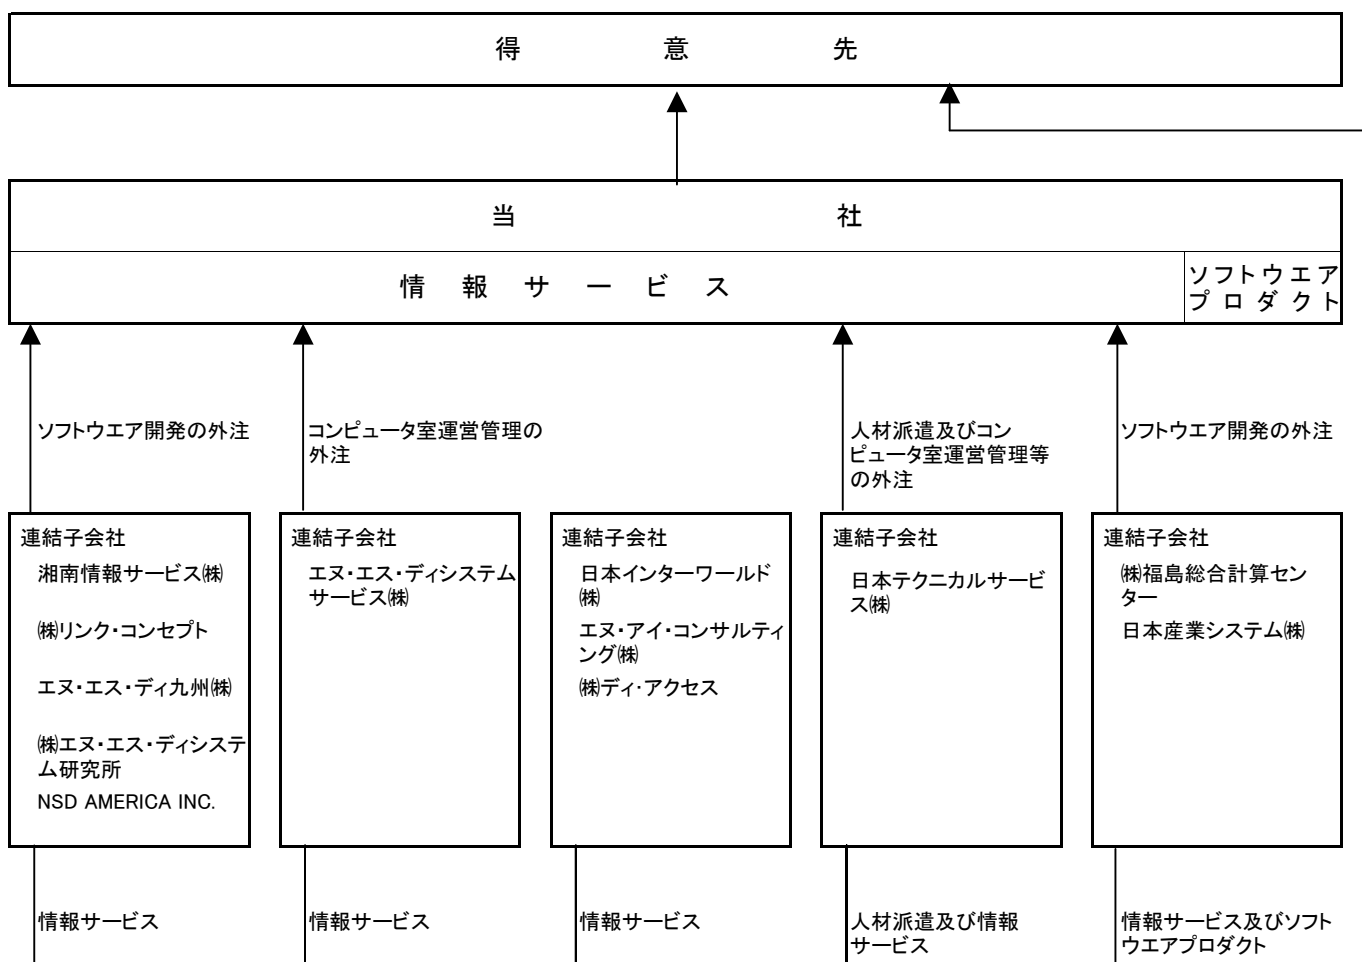 得意先
当社
情報サービス
ソフトウエア
プロダクト
ソフトウエア開発の外注
コンピュータ室運営管理の
外注
人材派遣及びコン
ピュータ室運営管理等
の外注
ソフトウエア開発の外注
連結子会社
湘南情報サービス㈱
㈱リンク・コンセプト
エヌ・エス・ディ九州㈱
㈱エヌ・エス・ディシステ
ム研究所
NSD AMERICA INC.
連結子会社
エヌ・エス・ディシステム
サービス㈱
連結子会社
日本インターワールド
㈱
エヌ・アイ・コンサルティ
ング㈱
㈱ディ・アクセス
連結子会社
日本テクニカルサービ
ス㈱
連結子会社
㈱福島総合計算セン
ター
日本産業システム㈱
情報サービス
情報サービス
情報サービス
人材派遣及び情報
サービス
情報サービス及びソフト
ウエアプロダクト